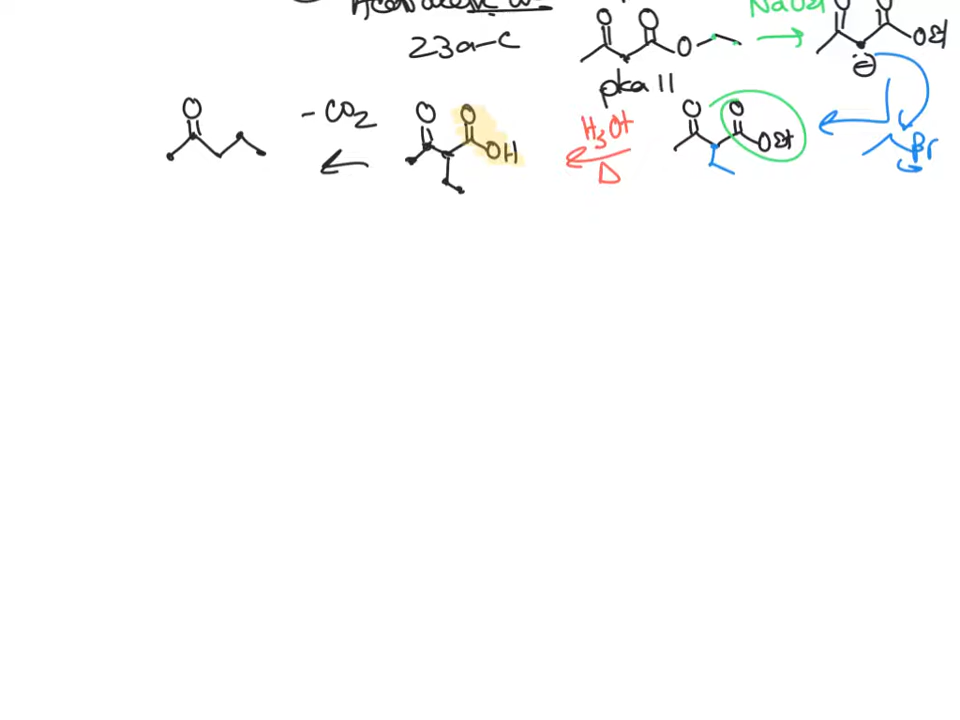 23a-C
O O O
NaOEt
O O OEt
⊖
pka 11
O
- CO2
O O OH
H3O+
Δ
O O OEt
Br